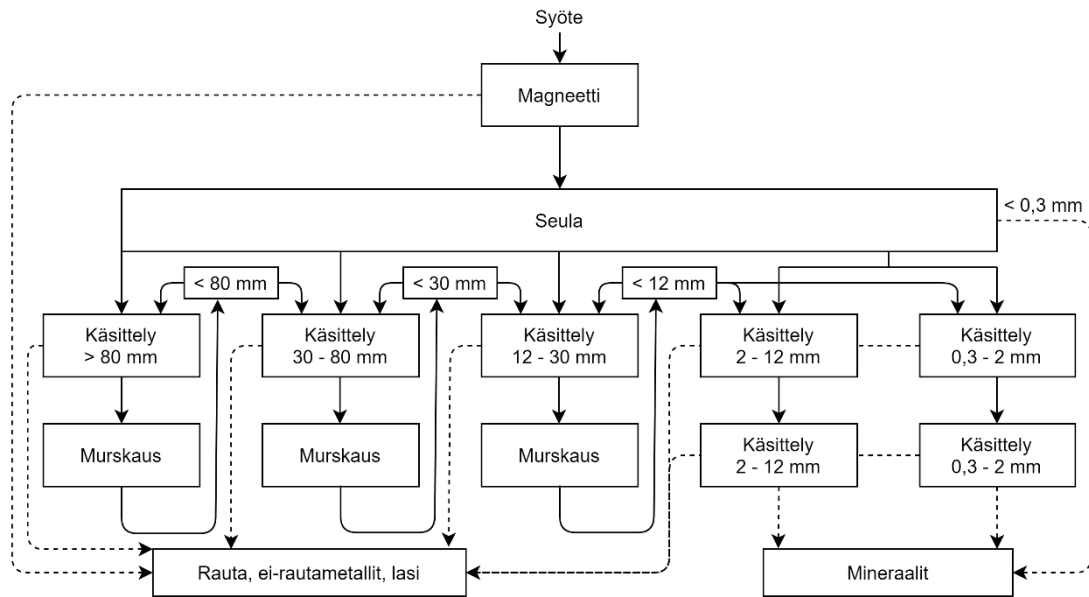 Syöte
Magneetti
Seula
< 0,3 mm
< 80 mm
< 30 mm
< 12 mm
Käsittely
> 80 mm
Käsittely
30 - 80 mm
Käsittely
12 - 30 mm
Käsittely
2 - 12 mm
Käsittely
0,3 - 2 mm
Murskaus
Murskaus
Murskaus
Käsittely
2 - 12 mm
Käsittely
0,3 - 2 mm
Rauta, ei-rautametallit, lasi
Mineraalit